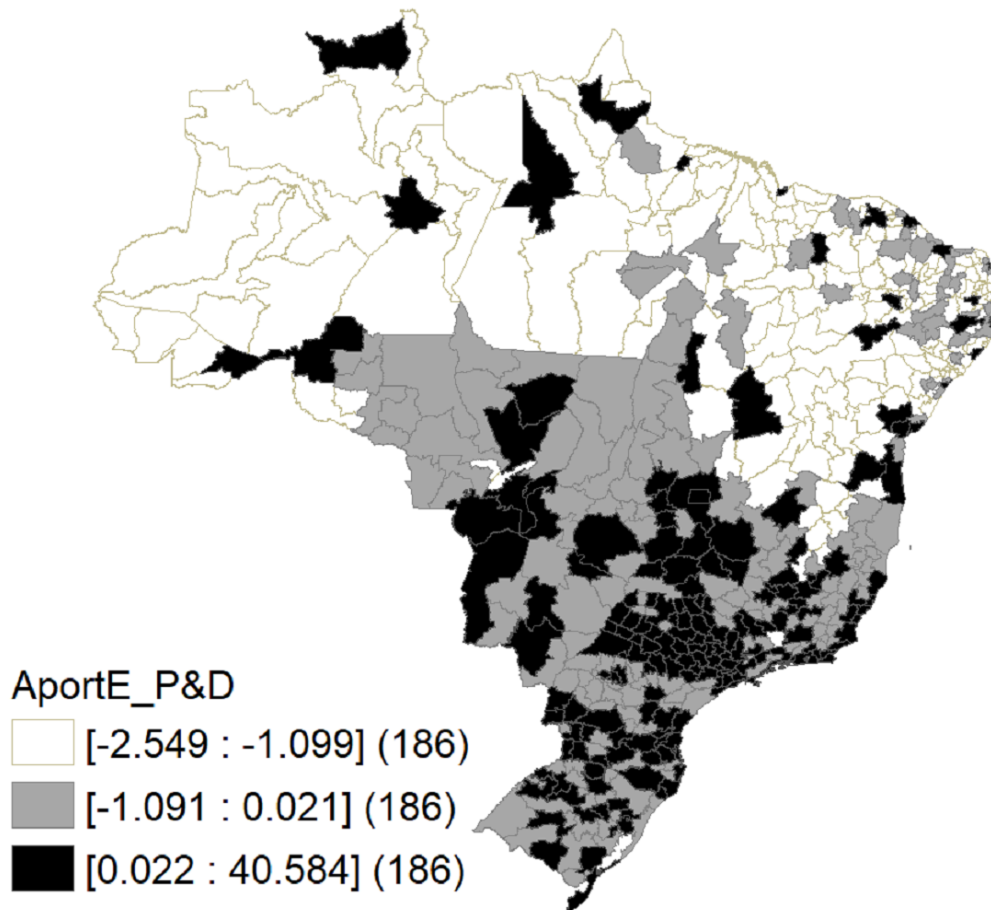 AportE_P&D
[-2.549 : -1.099] (186)
[-1.091 : 0.021] (186)
[0.022 : 40.584] (186)